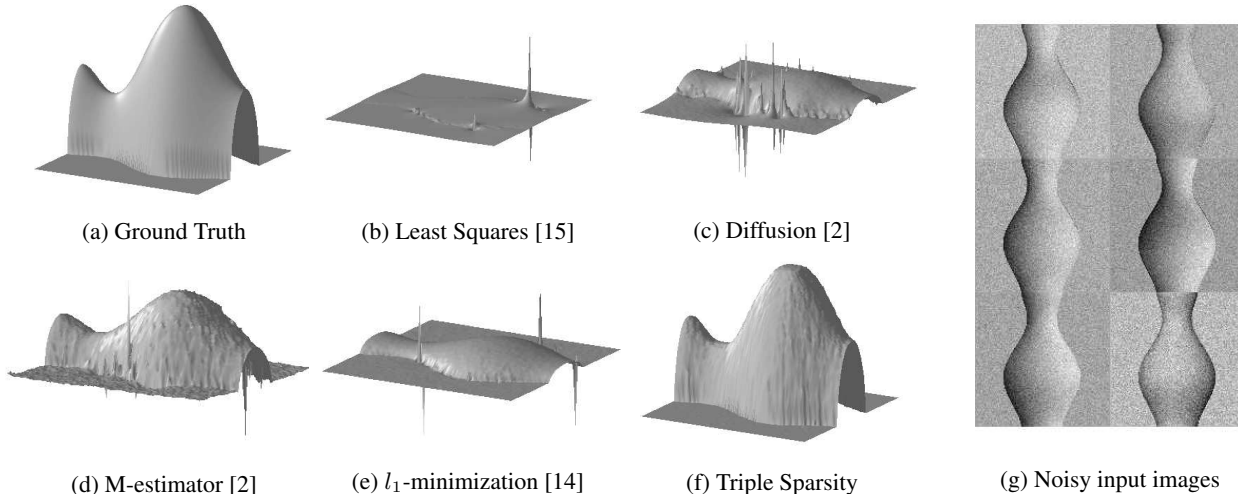 (a) Ground Truth
(b) Least Squares [15]
(c) Diffusion [2]
(d) M-estimator [2]
(e) l₁-minimization [14]
(f) Triple Sparsity
(g) Noisy input images